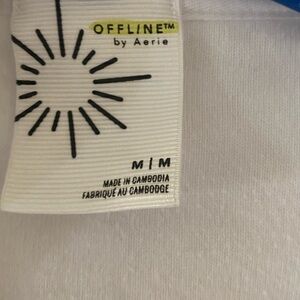 OFFLINE™
by Aerie
M | M
MADE IN CAMBODIA
FABRIQUÉ AU CAMBODGE